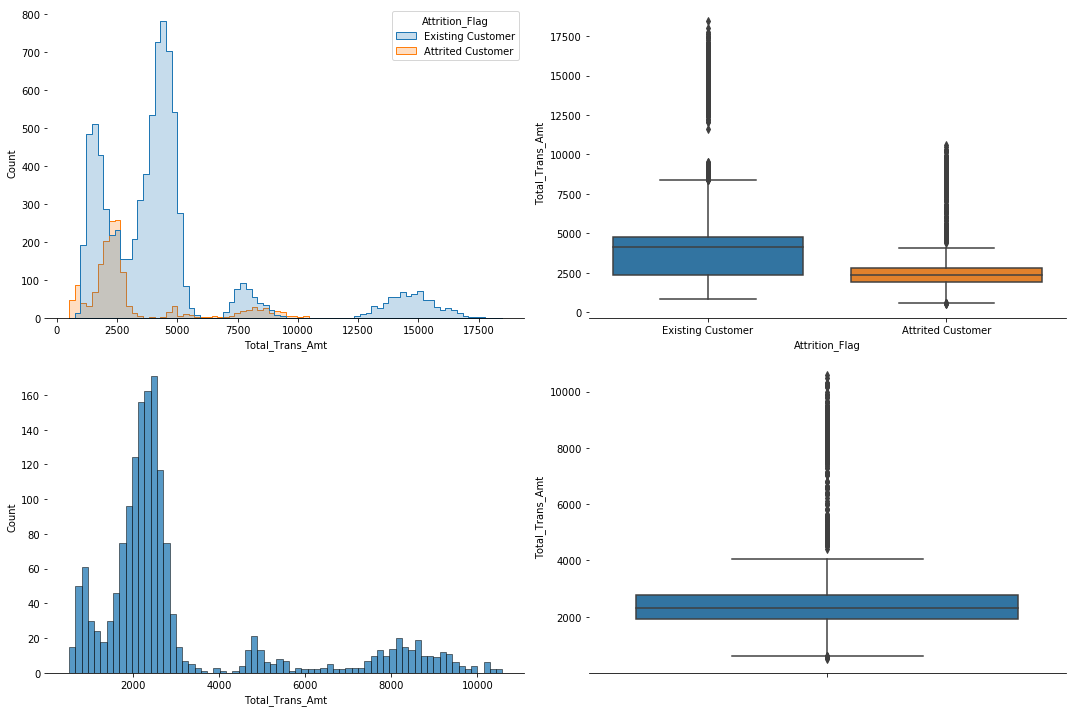 800
700
600
500
400
300
200
100
0
Count
0 2500 5000 7500 10000 12500 15000 17500
Total_Trans_Amt
Attrition_Flag
Existing Customer
Attrited Customer
17500
15000
12500
10000
7500
5000
2500
0
Total_Trans_Amt
Existing Customer Attrited Customer
Attrition_Flag
160
140
120
100
80
60
40
20
0
Count
2000 4000 6000 8000 10000
Total_Trans_Amt
10000
8000
6000
4000
2000
Total_Trans_Amt